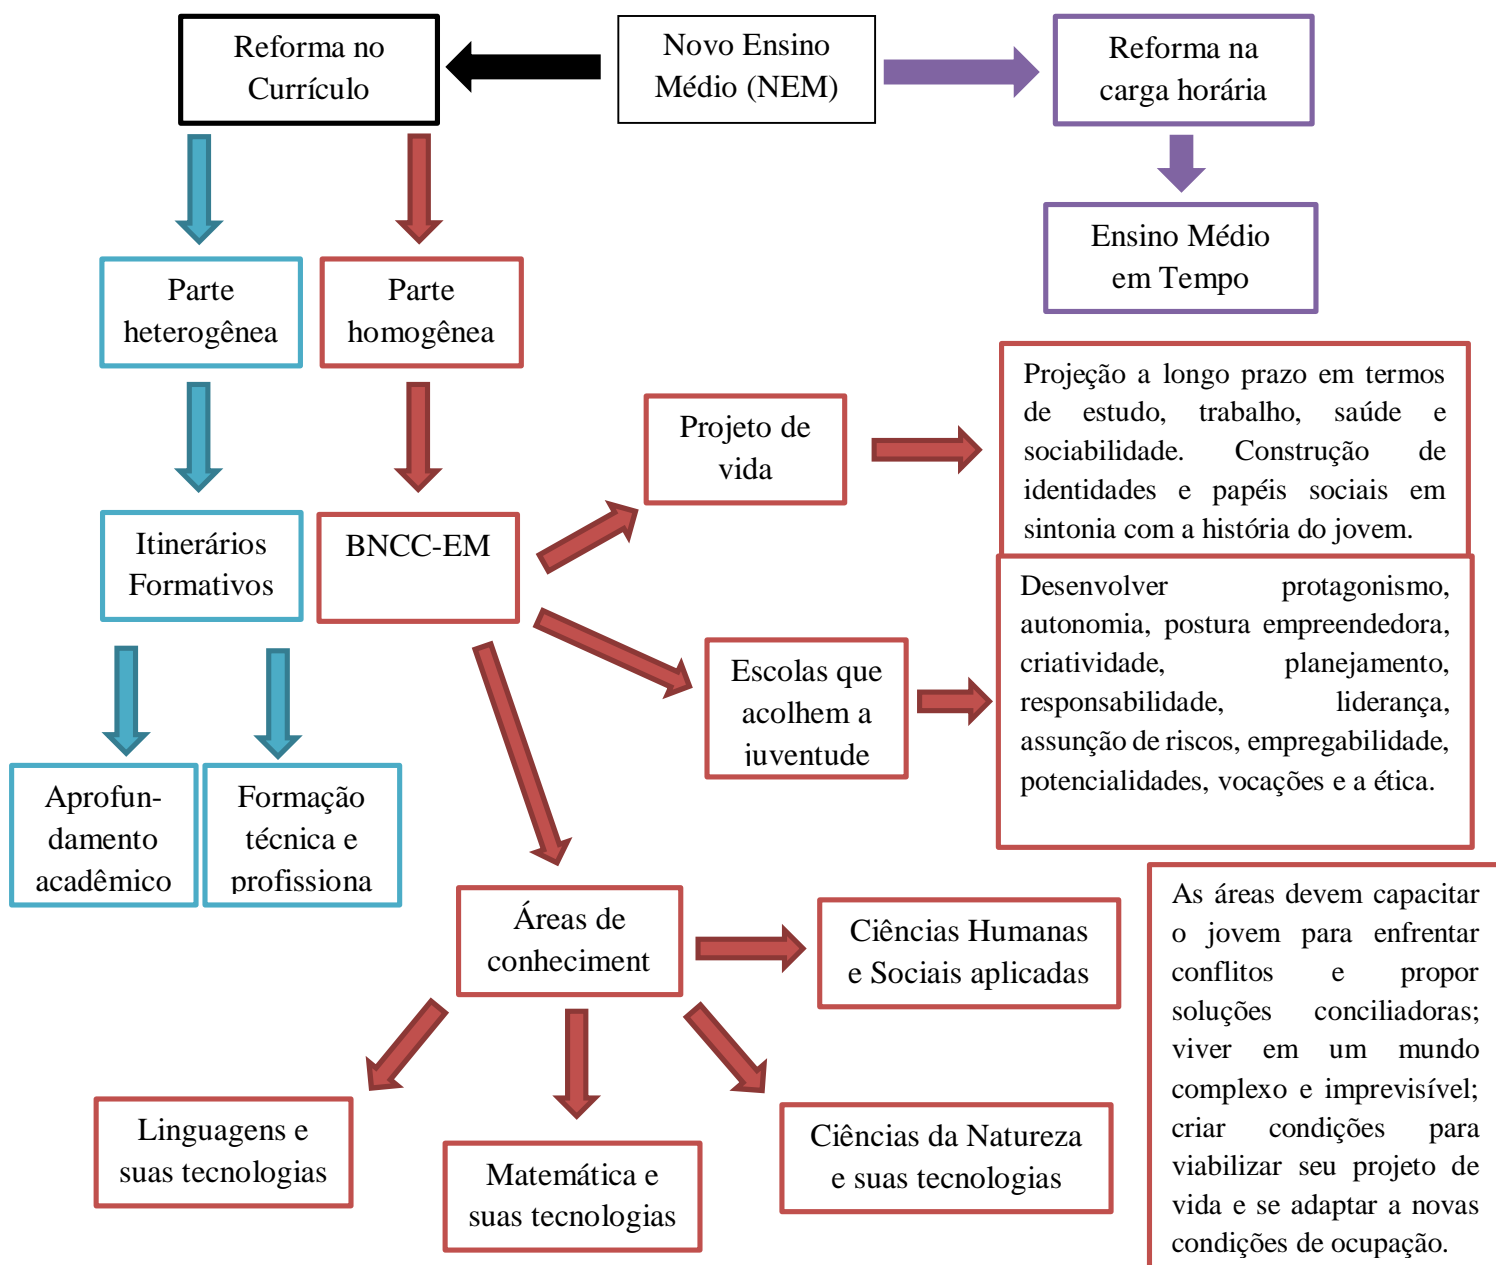 Reforma no
Currículo
Novo Ensino
Médio (NEM)
Reforma na
carga horária
Ensino Médio
em Tempo
Parte
heterogênea
Parte
homogênea
Projeto de
vida
Projeção a longo prazo em termos
de estudo, trabalho, saúde e
sociabilidade. Construção de
identidades e papéis sociais em
sintonia com a história do jovem.
Itinerários
Formativos
BNCC-EM
Escolas que
acolhem a
juventude
Desenvolver protagonismo,
autonomia, postura empreendedora,
criatividade, planejamento,
responsabilidade, liderança,
assunção de riscos, empregabilidade,
potencialidades, vocações e a ética.
Aprofun-
damento
acadêmico
Formação
técnica e
profissiona
Áreas de
conheciment
Ciências Humanas
e Sociais aplicadas
As áreas devem capacitar
o jovem para enfrentar
conflitos e propor
soluções conciliadoras;
viver em um mundo
complexo e imprevisível;
criar condições para
viabilizar seu projeto de
vida e se adaptar a novas
condições de ocupação.
Linguagens e
suas tecnologias
Matemática e
suas tecnologias
Ciências da Natureza
e suas tecnologias